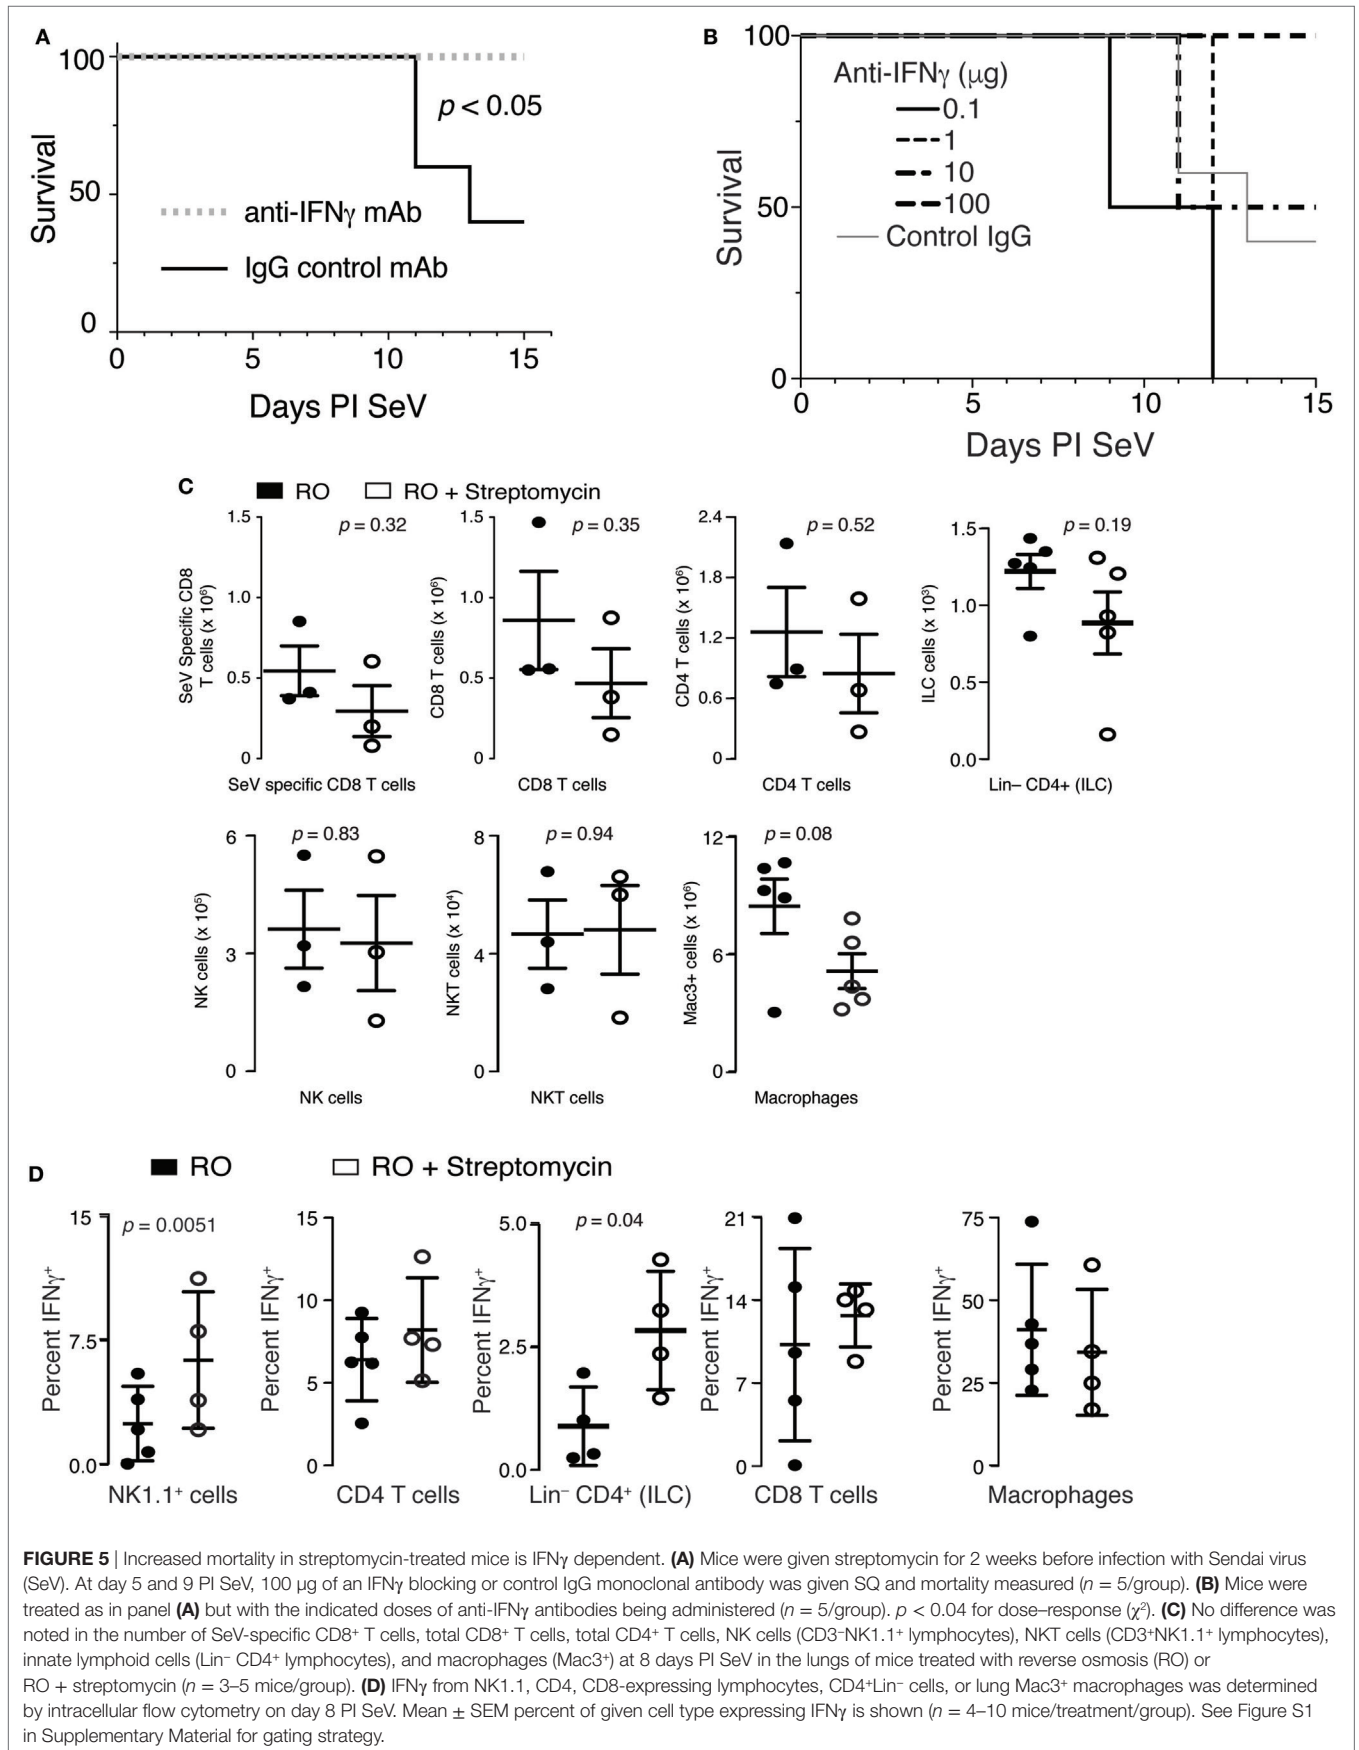 A
100
50
0
Survival
p < 0.05
anti-IFNγ mAb
IgG control mAb
0 5 10 15
Days PI SeV
B
100
50
0
Survival
Anti-IFNγ (μg)
0.1
1
10
100
Control IgG
0 5 10 15
Days PI SeV
C
RO RO + Streptomycin
SeV Specific CD8
T cells (x 10⁶)
1.5
1.0
0.5
0
p = 0.32
SeV specific CD8 T cells
CD8 T cells (x 10⁶)
1.5
1.0
0.5
0
p = 0.35
CD8 T cells
CD4 T cells (x 10⁶)
2.4
1.8
1.2
0.6
0
p = 0.52
CD4 T cells
ILC cells (x 10³)
1.5
1.0
0.5
0.0
p = 0.19
Lin– CD4+ (ILC)
NK cells (x 10⁵)
6
3
0
p = 0.83
NK cells
NKT cells (x 10⁴)
8
4
0
p = 0.94
NKT cells
Mac3+ cells (x 10⁶)
12
6
0
p = 0.08
Macrophages
D
RO RO + Streptomycin
Percent IFNγ⁺
15
7.5
0.0
p = 0.0051
NK1.1⁺ cells
Percent IFNγ⁺
15
10
5
0
CD4 T cells
Percent IFNγ⁺
5.0
2.5
0.0
p = 0.04
Lin⁻ CD4⁺ (ILC)
Percent IFNγ⁺
21
14
7
0
CD8 T cells
Percent IFNγ⁺
75
50
25
0
Macrophages
FIGURE 5 | Increased mortality in streptomycin-treated mice is IFNγ dependent. (A) Mice were given streptomycin for 2 weeks before infection with Sendai virus
(SeV). At day 5 and 9 PI SeV, 100 µg of an IFNγ blocking or control IgG monoclonal antibody was given SQ and mortality measured (n = 5/group). (B) Mice were
treated as in panel (A) but with the indicated doses of anti-IFNγ antibodies being administered (n = 5/group). p < 0.04 for dose–response (χ²). (C) No difference was
noted in the number of SeV-specific CD8⁺ T cells, total CD8⁺ T cells, total CD4⁺ T cells, NK cells (CD3⁻NK1.1⁺ lymphocytes), NKT cells (CD3⁺NK1.1⁺ lymphocytes),
innate lymphoid cells (Lin⁻ CD4⁺ lymphocytes), and macrophages (Mac3⁺) at 8 days PI SeV in the lungs of mice treated with reverse osmosis (RO) or
RO + streptomycin (n = 3–5 mice/group). (D) IFNγ from NK1.1, CD4, CD8-expressing lymphocytes, CD4⁺Lin⁻ cells, or lung Mac3⁺ macrophages was determined
by intracellular flow cytometry on day 8 PI SeV. Mean ± SEM percent of given cell type expressing IFNγ is shown (n = 4–10 mice/treatment/group). See Figure S1
in Supplementary Material for gating strategy.